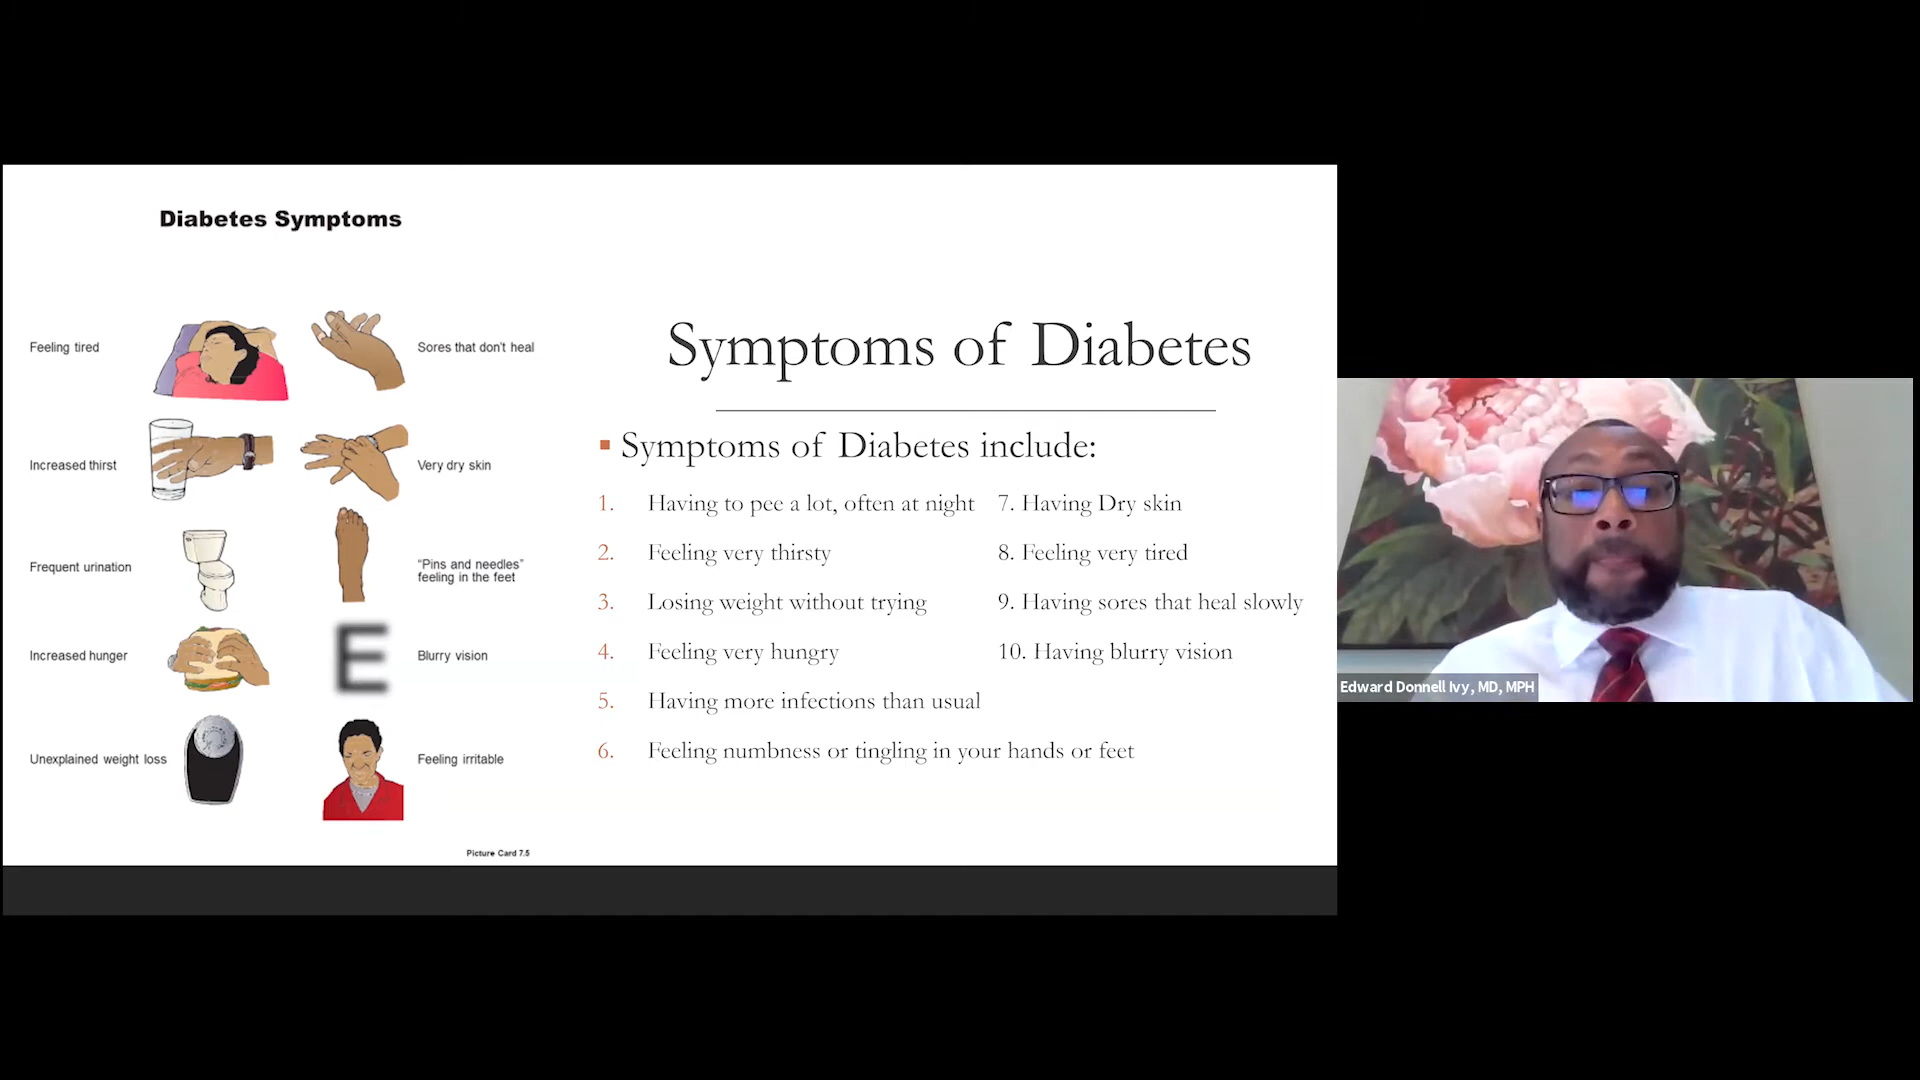 Diabetes Symptoms
Feeling tired
Sores that don't heal
Increased thirst
Very dry skin
Frequent urination
"Pins and needles"
feeling in the feet
Increased hunger
E
Blurry vision
Unexplained weight loss
Feeling irritable
Picture Card 7.5
Symptoms of Diabetes
▪ Symptoms of Diabetes include:
1. Having to pee a lot, often at night
2. Feeling very thirsty
3. Losing weight without trying
4. Feeling very hungry
5. Having more infections than usual
6. Feeling numbness or tingling in your hands or feet
7. Having Dry skin
8. Feeling very tired
9. Having sores that heal slowly
10. Having blurry vision
Edward Donnell Ivy, MD, MPH